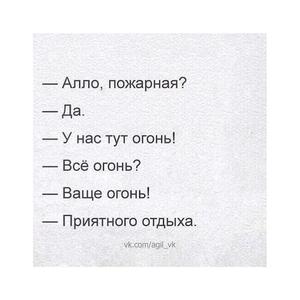 — Алло, пожарная?
— Да.
— У нас тут огонь!
— Всё огонь?
— Ваще огонь!
— Приятного отдыха.
vk.com/agil_vk